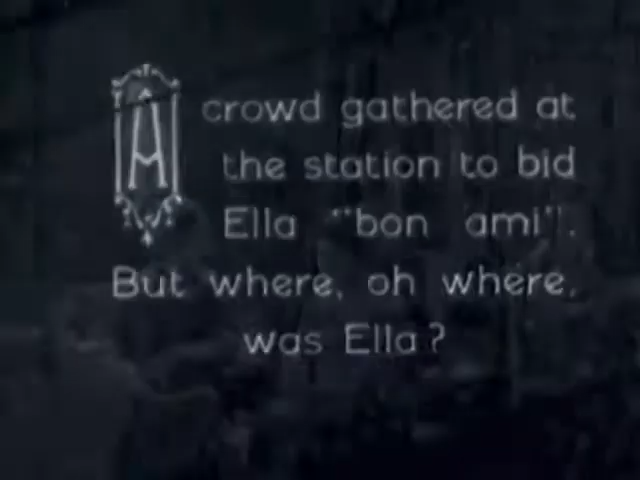 A crowd gathered at
the station to bid
Ella "bon ami".
But where, oh where,
was Ella?